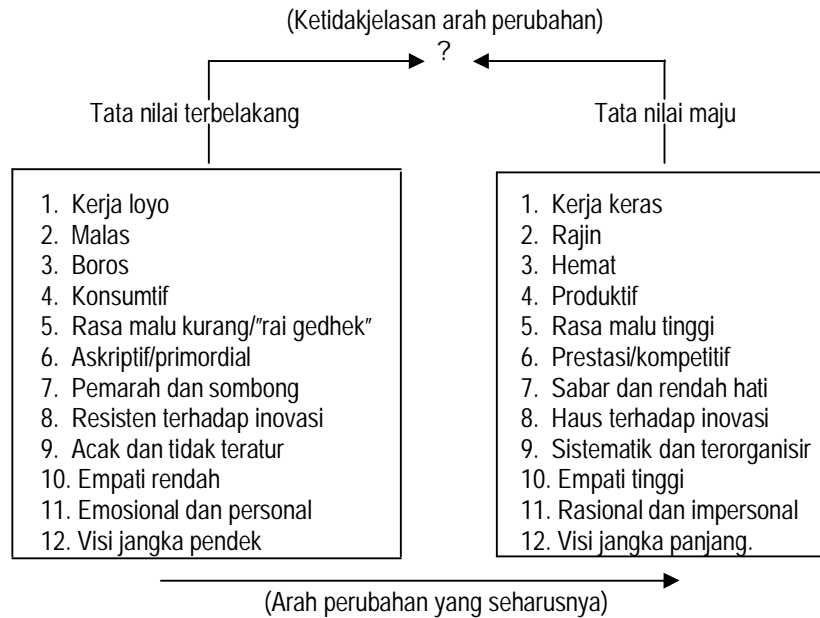 (Ketidakjelasan arah perubahan)
?
Tata nilai terbelakang
1. Kerja loyo
2. Malas
3. Boros
4. Konsumtif
5. Rasa malu kurang/"rai gedhek"
6. Askriptif/primordial
7. Pemarah dan sombong
8. Resisten terhadap inovasi
9. Acak dan tidak teratur
10. Empati rendah
11. Emosional dan personal
12. Visi jangka pendek
Tata nilai maju
1. Kerja keras
2. Rajin
3. Hemat
4. Produktif
5. Rasa malu tinggi
6. Prestasi/kompetitif
7. Sabar dan rendah hati
8. Haus terhadap inovasi
9. Sistematik dan terorganisir
10. Empati tinggi
11. Rasional dan impersonal
12. Visi jangka panjang.
(Arah perubahan yang seharusnya)